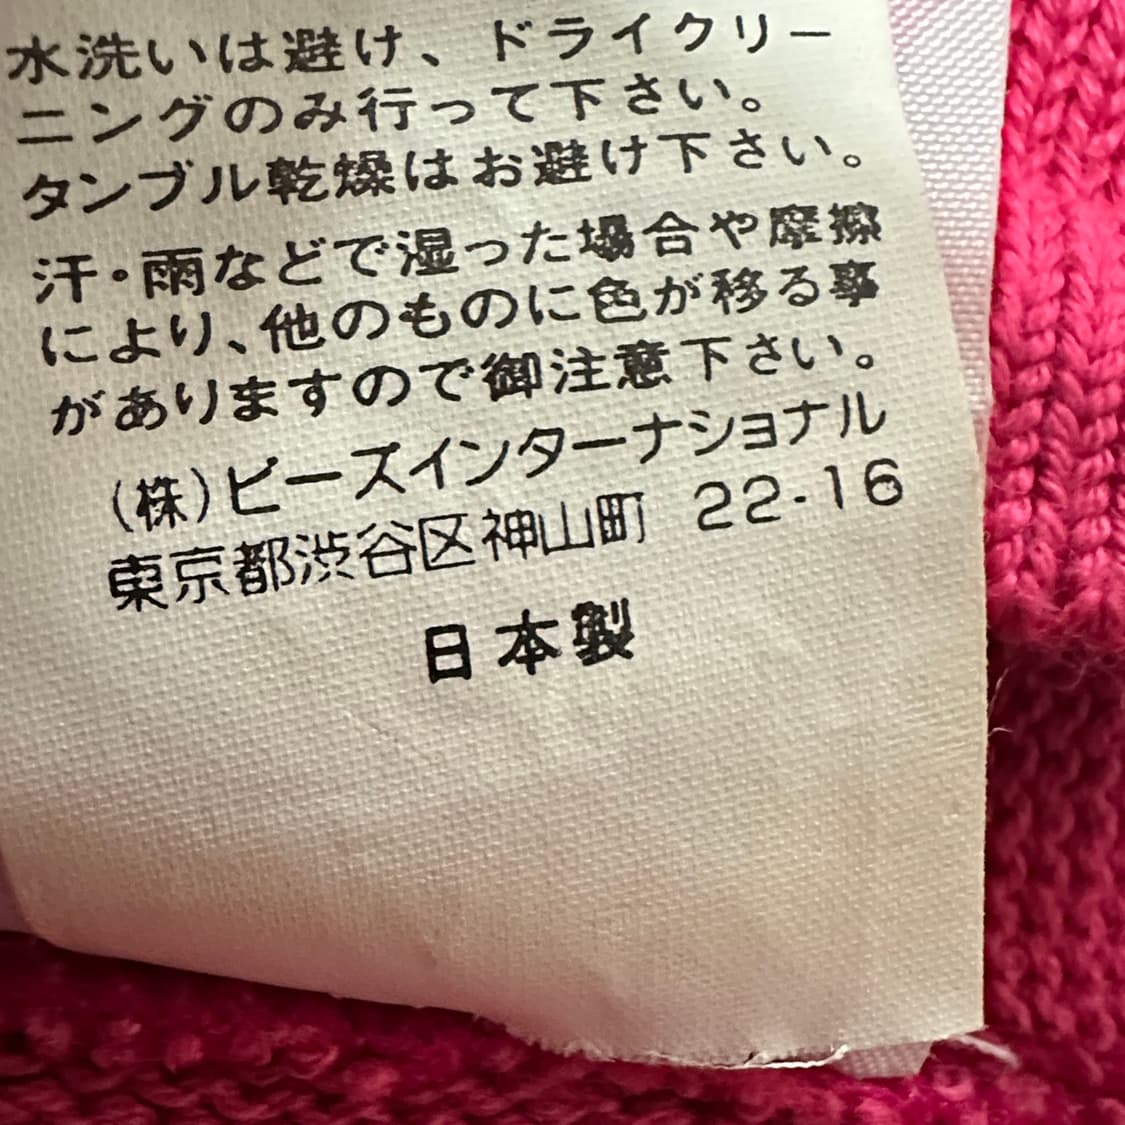 水洗いは避け、ドライクリー
ニングのみ行って下さい。
タンブル乾燥はお避け下さい。
汗・雨などで湿った場合や摩擦
により、他のものに色が移る事
がありますので御注意下さい。
(株)ビーズインターナショナル
東京都渋谷区神山町 22-16
日本製